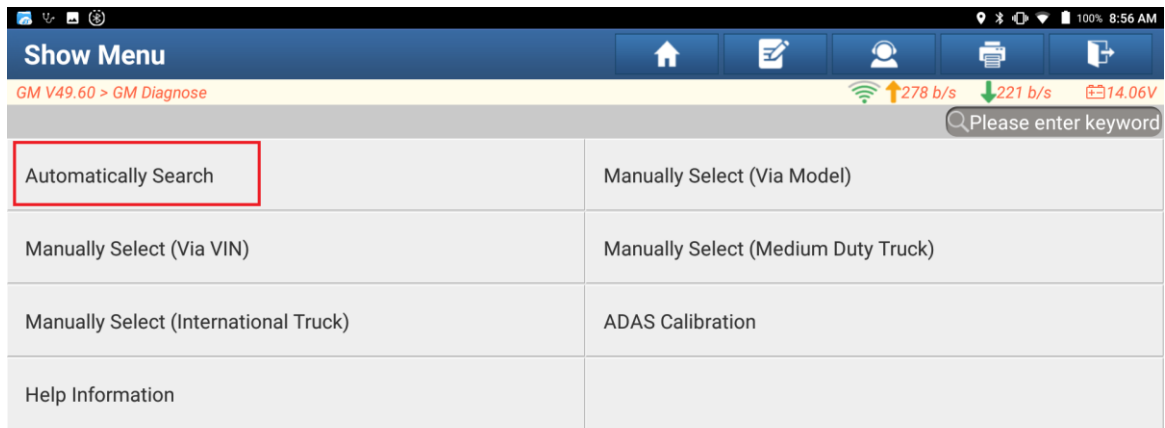 100% 8:56 AM
Show Menu
GM V49.60 > GM Diagnose 278 b/s 221 b/s 14.06V
Please enter keyword
Automatically Search Manually Select (Via Model)
Manually Select (Via VIN) Manually Select (Medium Duty Truck)
Manually Select (International Truck) ADAS Calibration
Help Information